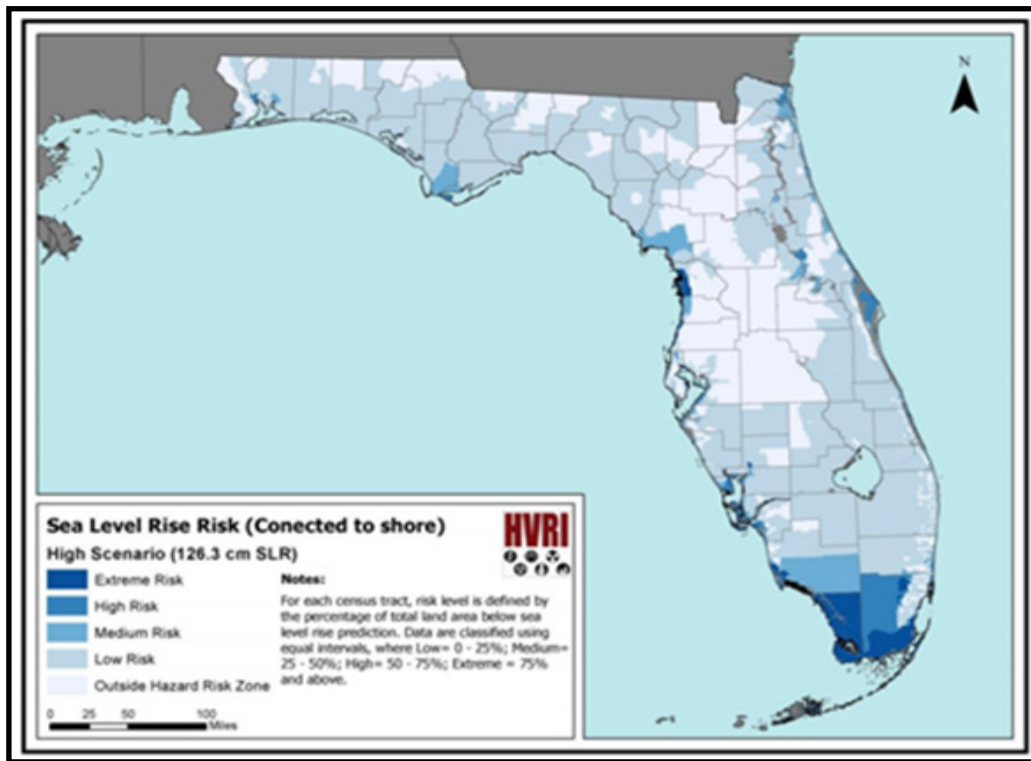 N
Sea Level Rise Risk (Conected to shore)
High Scenario (126.3 cm SLR)
HVRI
Extreme Risk
High Risk
Medium Risk
Low Risk
Outside Hazard Risk Zone
Notes:
For each census tract, risk level is defined by
the percentage of total land area below sea
level rise prediction. Data are classified using
equal intervals, where Low= 0 - 25%; Medium=
25 - 50%; High= 50 - 75%; Extreme = 75%
and above.
0 25 50 100
Miles